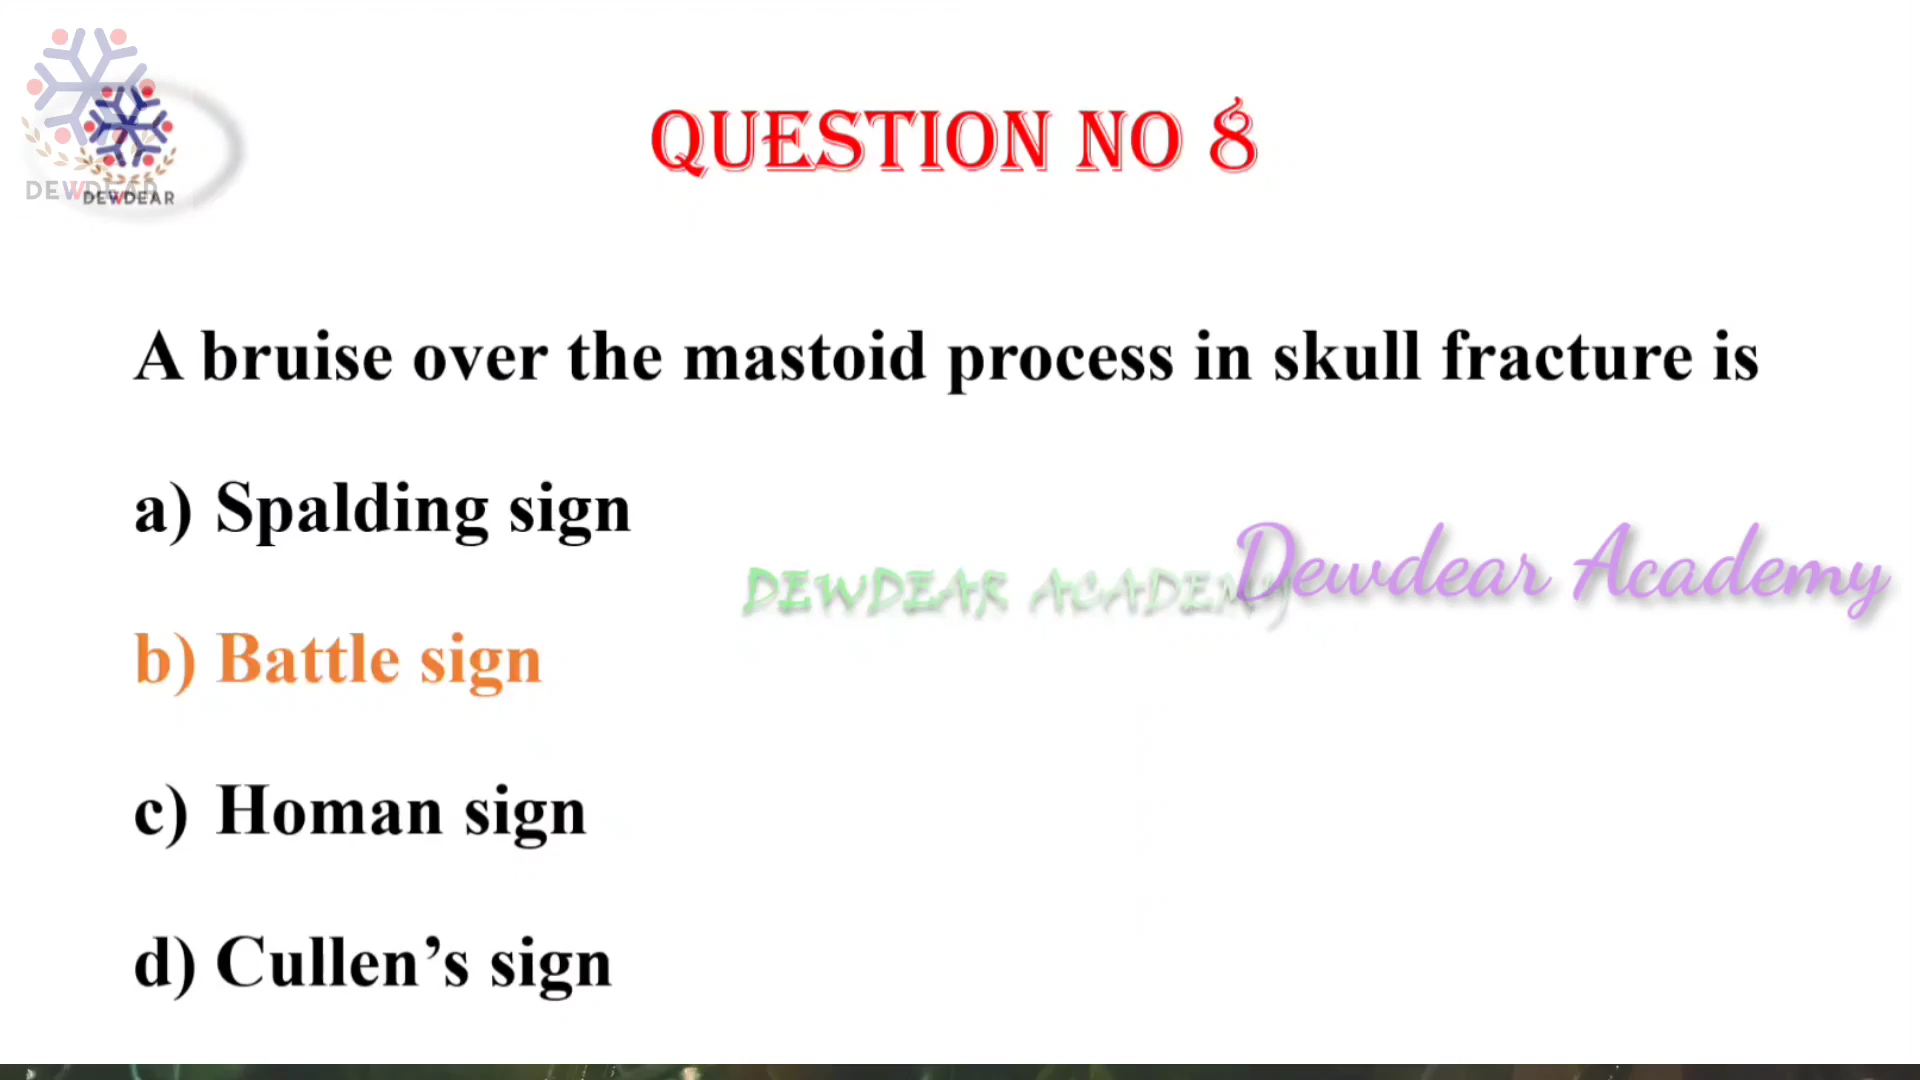 DEWDEAR
DEWDEAR
QUESTION NO 8
A bruise over the mastoid process in skull fracture is
a) Spalding sign
DEWDEAR ACADEMY
Dewdear Academy
b) Battle sign
c) Homan sign
d) Cullen’s sign